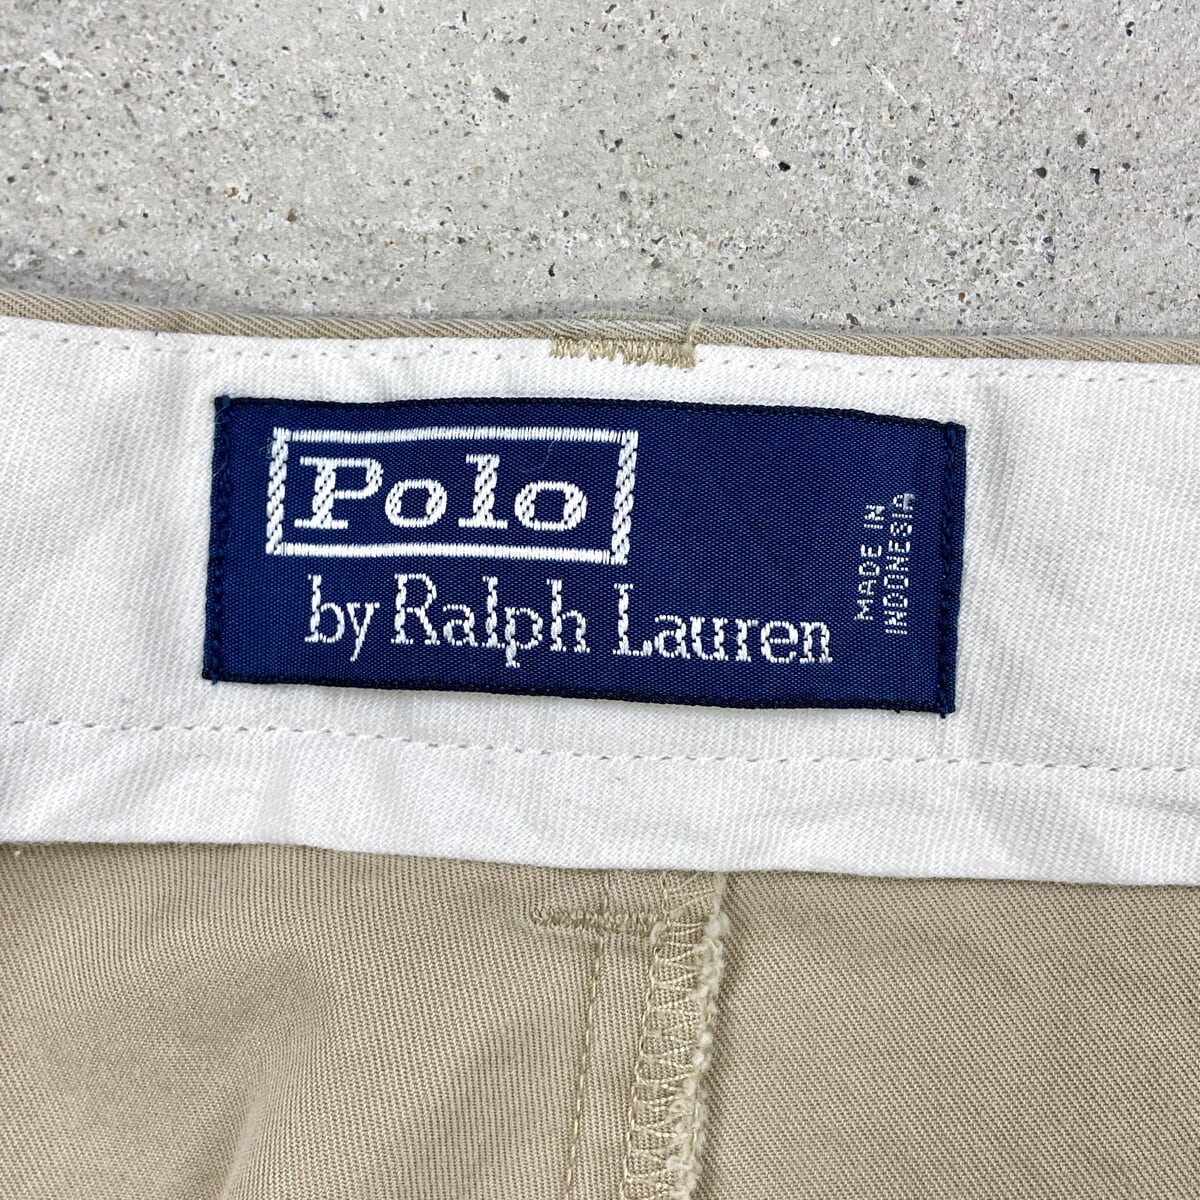 Polo
by Ralph Lauren
MADE IN
INDONESIA